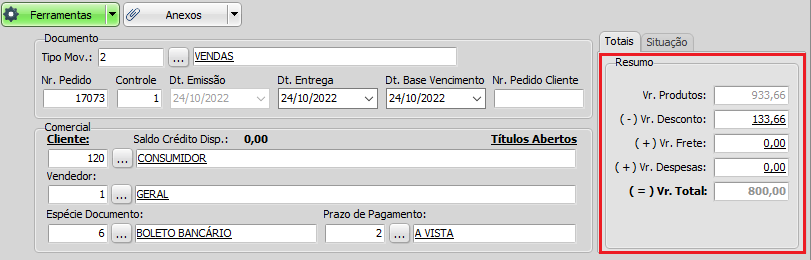 Ferramentas Anexos
Documento
Tipo Mov.: 2 ... VENDAS
Nr. Pedido Controle Dt. Emissão Dt. Entrega Dt. Base Vencimento Nr. Pedido Cliente
17073 1 24/10/2022 24/10/2022 24/10/2022
Comercial
Cliente: Saldo Crédito Disp.: 0,00 Títulos Abertos
120 ... CONSUMIDOR
Vendedor:
1 ... GERAL
Espécie Documento: Prazo de Pagamento:
6 ... BOLETO BANCÁRIO 2 ... A VISTA
Totais Situação
Resumo
Vr. Produtos: 933,66
( - ) Vr. Desconto: 133,66
( + ) Vr. Frete: 0,00
( + ) Vr. Despesas: 0,00
( = ) Vr. Total: 800,00